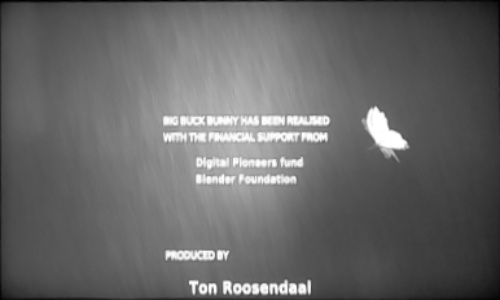 BIG BUCK BUNNY HAS BEEN REALISED
WITH THE FINANCIAL SUPPORT FROM
Digital Pioneers fund
Blender Foundation
PRODUCED BY
Ton Roosendaal